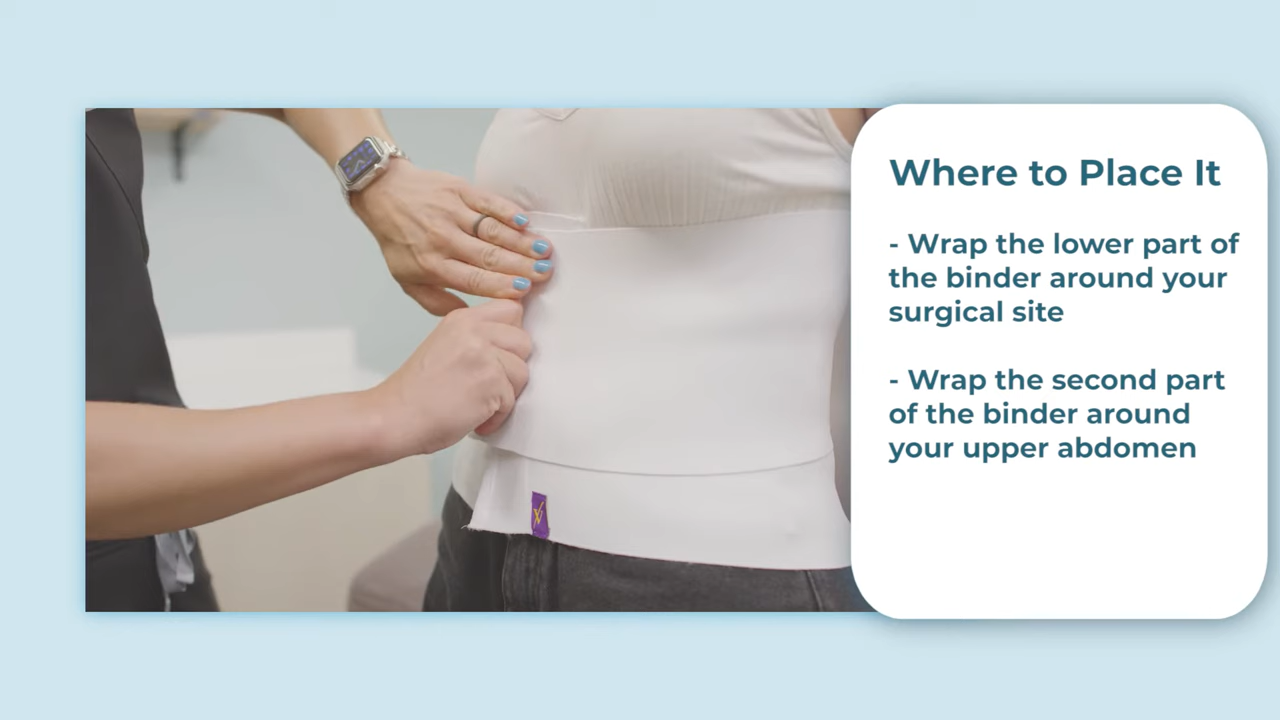 Where to Place It
- Wrap the lower part of
the binder around your
surgical site
- Wrap the second part
of the binder around
your upper abdomen